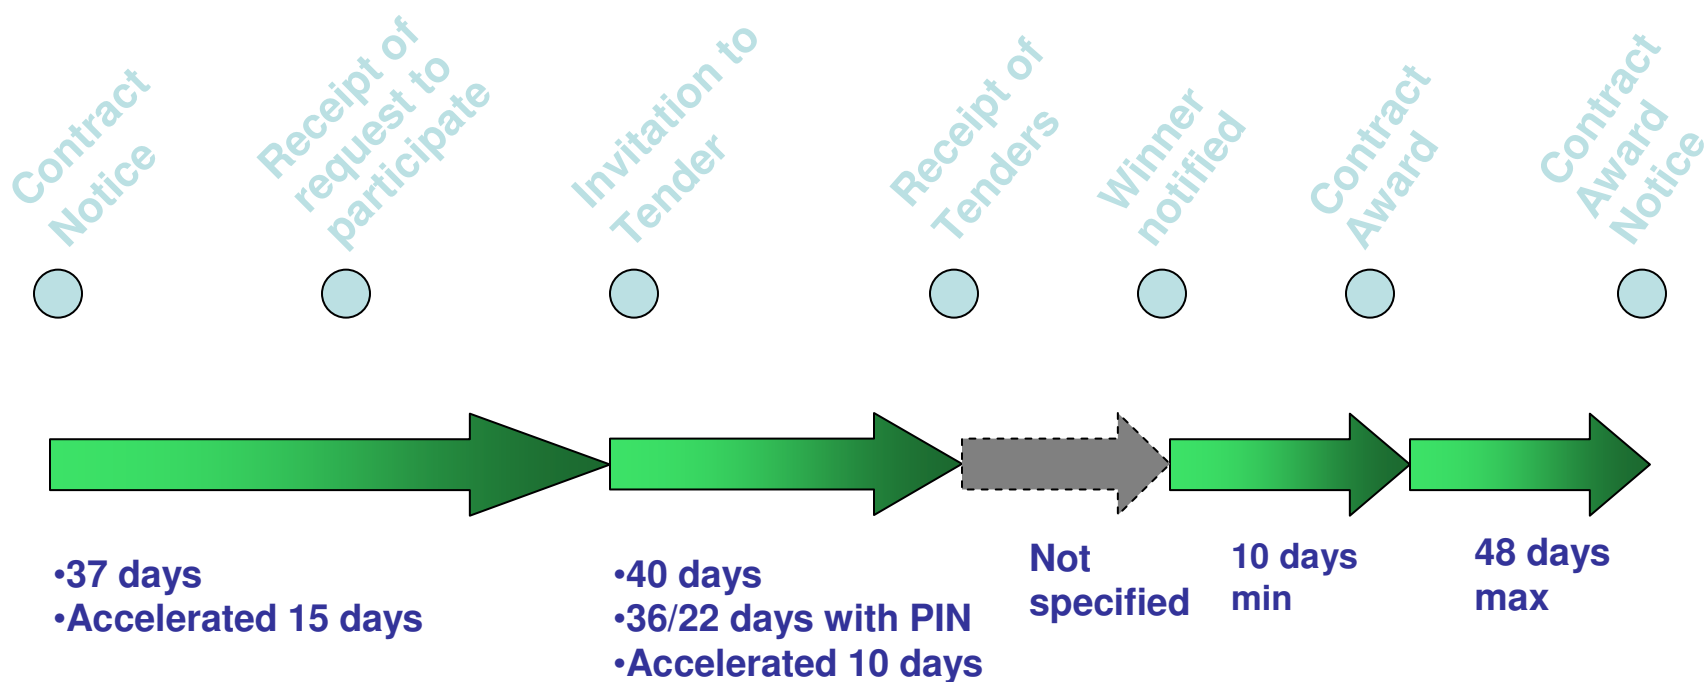 Contract
Notice
Receipt of
request to
participate
Invitation to
Tender
Receipt of
Tenders
Winner
notified
Contract
Award
Contract
Award
Notice
•37 days
•Accelerated 15 days
•40 days
•36/22 days with PIN
•Accelerated 10 days
Not
specified
10 days
min
48 days
max